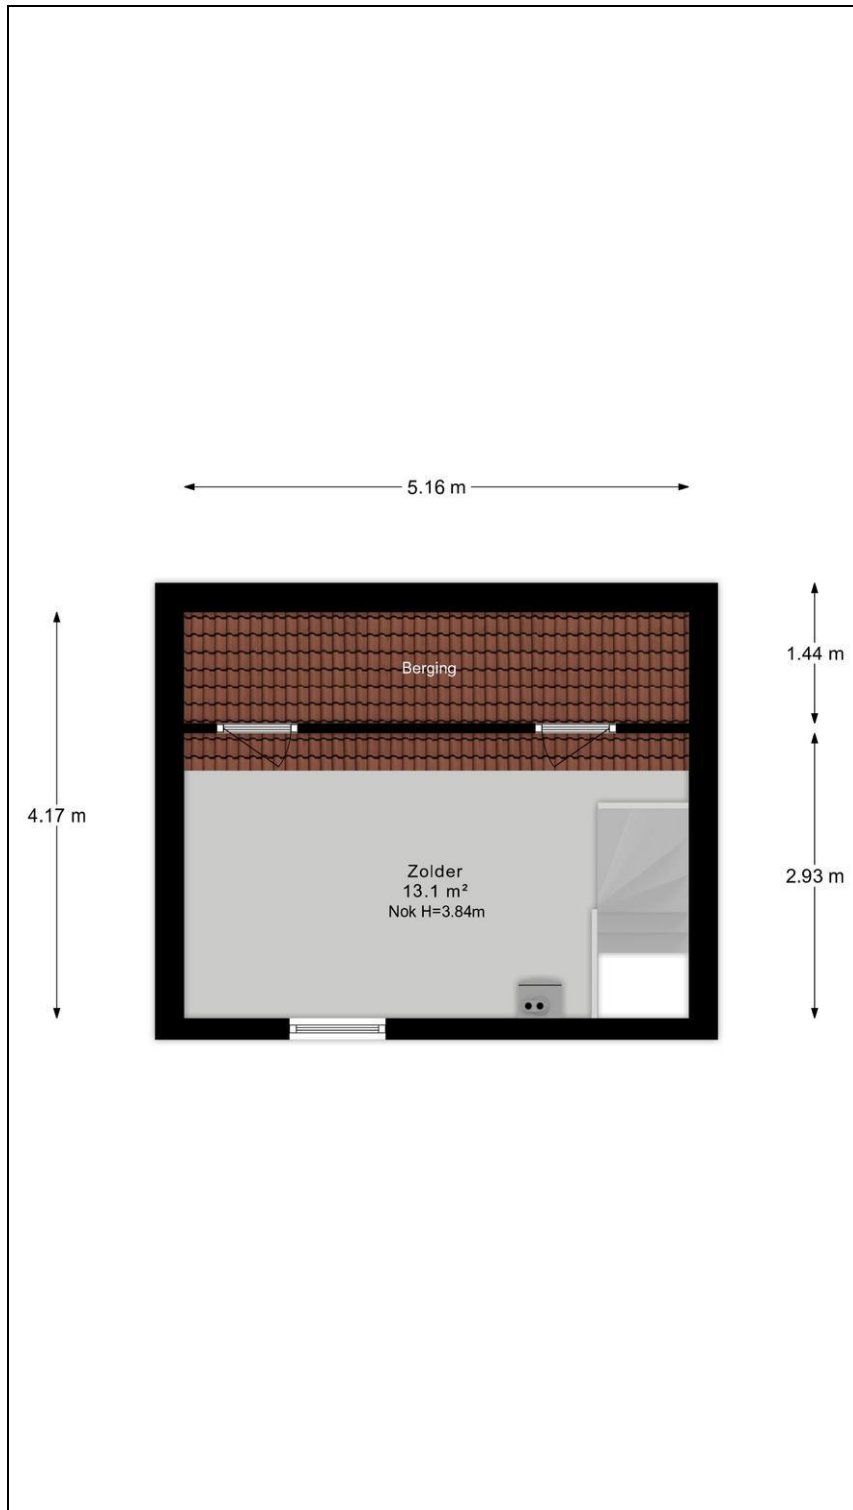 5.16 m
1.44 m
Berging
4.17 m
Zolder
13.1 m²
Nok H=3.84m
2.93 m